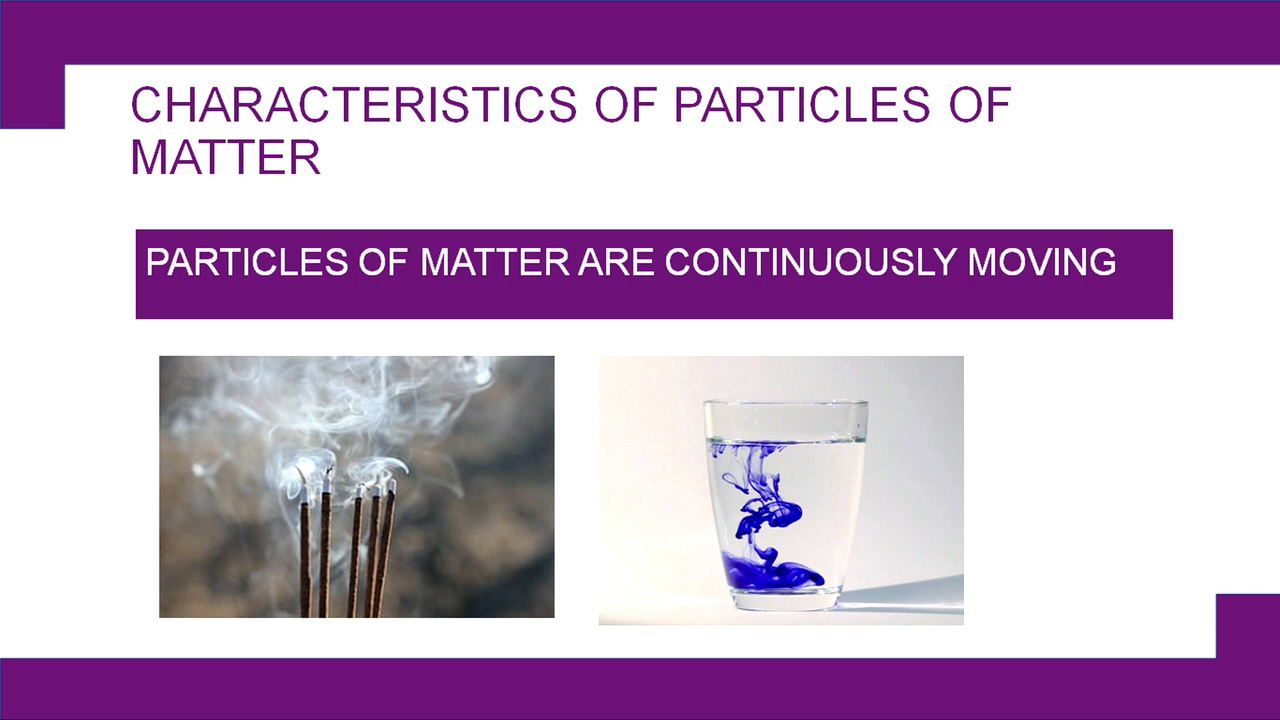 CHARACTERISTICS OF PARTICLES OF
MATTER
PARTICLES OF MATTER ARE CONTINUOUSLY MOVING